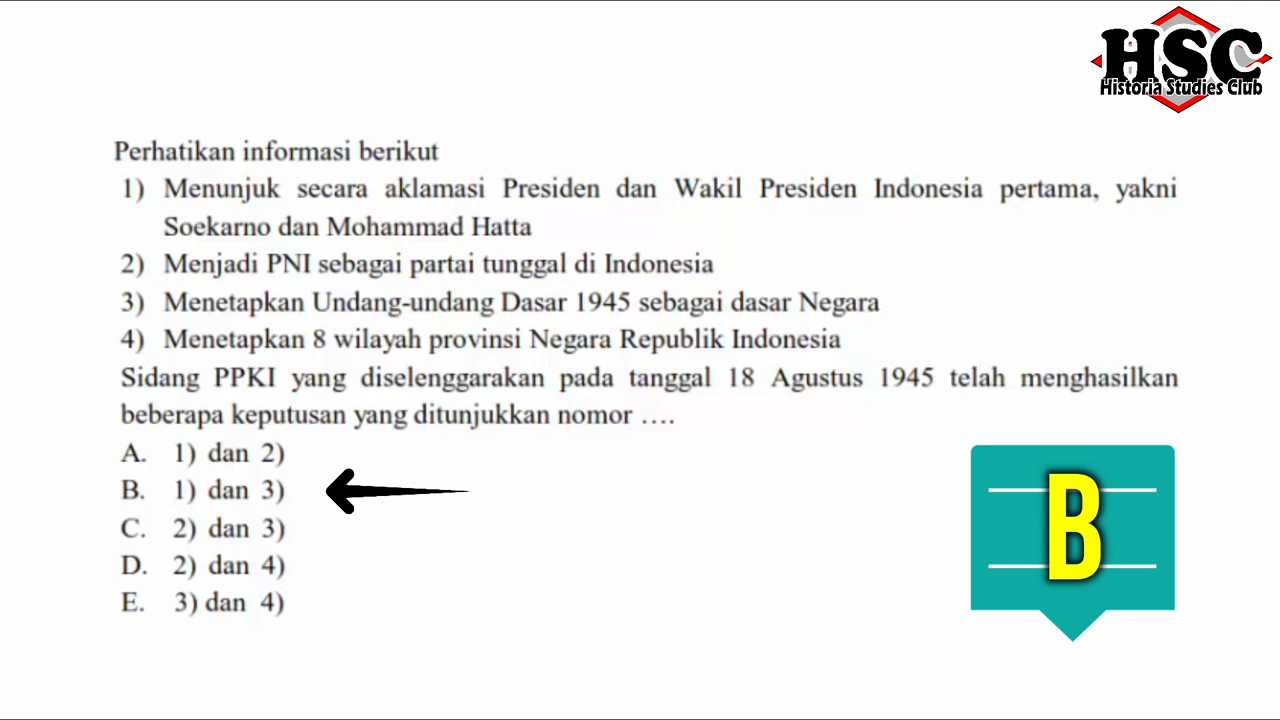 HSC
Historia Studies Club
Perhatikan informasi berikut
1) Menunjuk secara aklamasi Presiden dan Wakil Presiden Indonesia pertama, yakni
Soekarno dan Mohammad Hatta
2) Menjadi PNI sebagai partai tunggal di Indonesia
3) Menetapkan Undang-undang Dasar 1945 sebagai dasar Negara
4) Menetapkan 8 wilayah provinsi Negara Republik Indonesia
Sidang PPKI yang diselenggarakan pada tanggal 18 Agustus 1945 telah menghasilkan
beberapa keputusan yang ditunjukkan nomor ....
A. 1) dan 2)
B. 1) dan 3)
C. 2) dan 3)
D. 2) dan 4)
E. 3) dan 4)
B